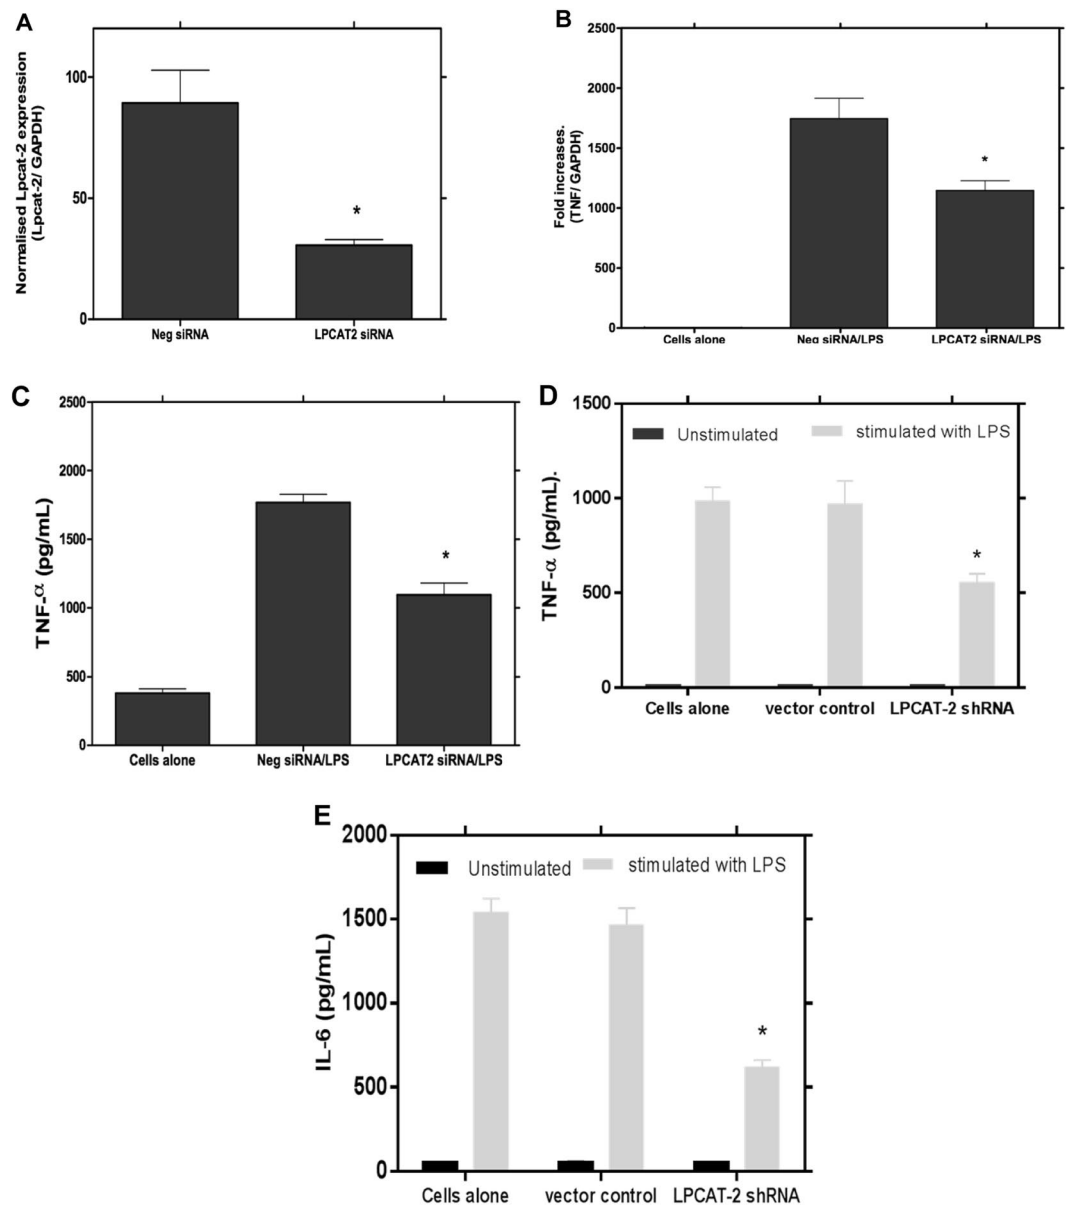 A
Normalised Lpcat-2 expression
(Lpcat-2/ GAPDH)
100
50
0
*
Neg siRNA
LPCAT2 siRNA
B
Fold increases.
(TNF/ GAPDH)
2500
2000
1500
1000
500
0
*
Cells alone
Neg siRNA/LPS
LPCAT2 siRNA/LPS
C
TNF-α (pg/mL)
2500
2000
1500
1000
500
0
*
Cells alone
Neg siRNA/LPS
LPCAT2 siRNA/LPS
D
TNF-α (pg/mL).
1500
1000
500
0
Unstimulated
stimulated with LPS
*
Cells alone
vector control
LPCAT-2 shRNA
E
IL-6 (pg/mL)
2000
1500
1000
500
0
Unstimulated
stimulated with LPS
*
Cells alone
vector control
LPCAT-2 shRNA